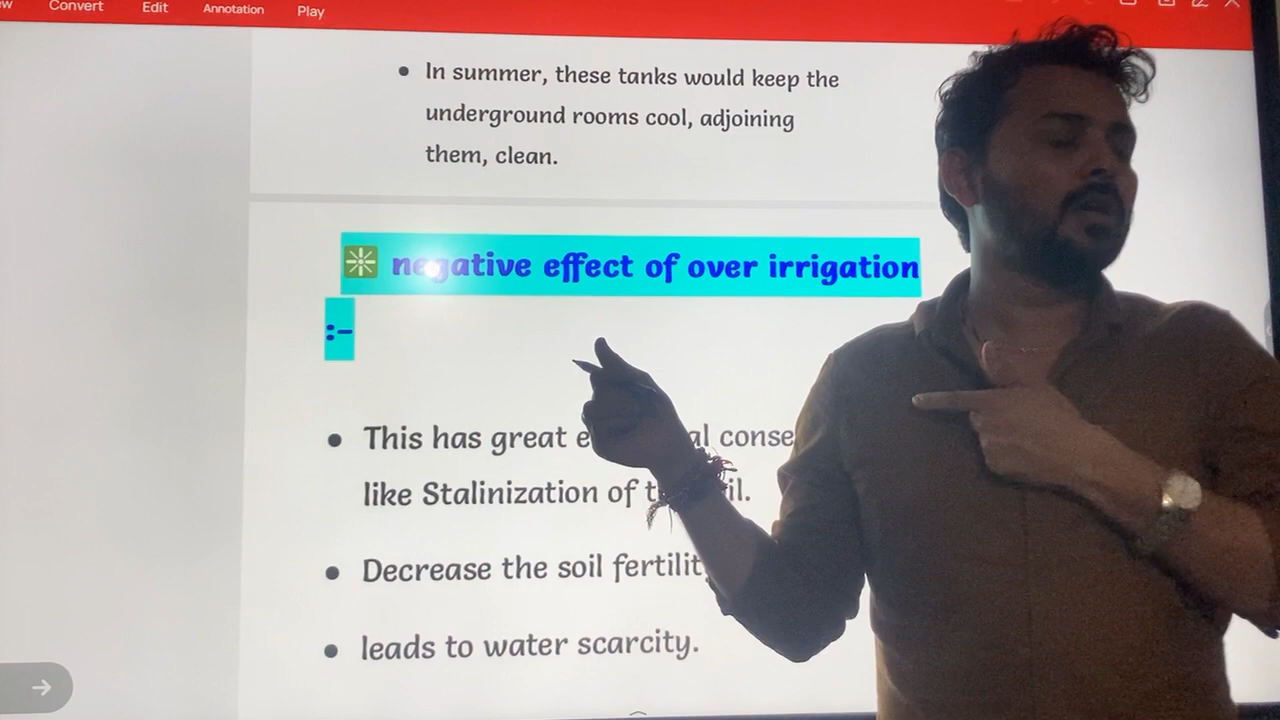 Convert Edit Annotation Play
• In summer, these tanks would keep the
underground rooms cool, adjoining
them, clean.
negative effect of over irrigation
:-
• This has great conse
like Stalinization of
• Decrease the soil
• leads to water scarcity.